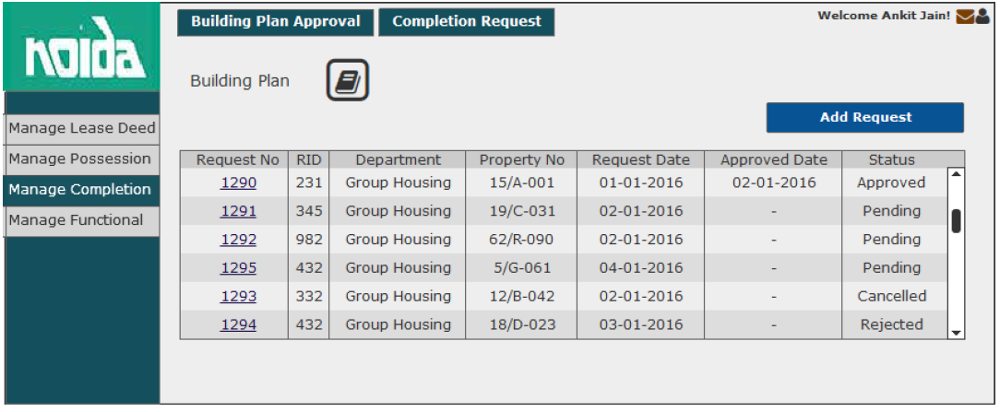 noida
Building Plan Approval Completion Request
Welcome Ankit Jain!
Building Plan
Add Request
Manage Lease Deed
Manage Possession
Manage Completion
Manage Functional
Request No RID Department Property No Request Date Approved Date Status
1290 231 Group Housing 15/A-001 01-01-2016 02-01-2016 Approved
1291 345 Group Housing 19/C-031 02-01-2016 - Pending
1292 982 Group Housing 62/R-090 02-01-2016 - Pending
1295 432 Group Housing 5/G-061 04-01-2016 - Pending
1293 332 Group Housing 12/B-042 02-01-2016 - Cancelled
1294 432 Group Housing 18/D-023 03-01-2016 - Rejected